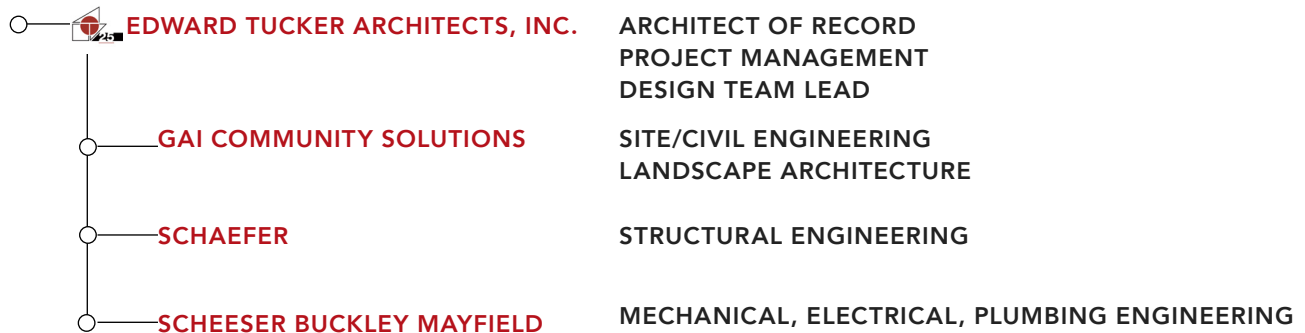 25
EDWARD TUCKER ARCHITECTS, INC. ARCHITECT OF RECORD
PROJECT MANAGEMENT
DESIGN TEAM LEAD
GAI COMMUNITY SOLUTIONS SITE/CIVIL ENGINEERING
LANDSCAPE ARCHITECTURE
SCHAEFER STRUCTURAL ENGINEERING
SCHEESER BUCKLEY MAYFIELD MECHANICAL, ELECTRICAL, PLUMBING ENGINEERING